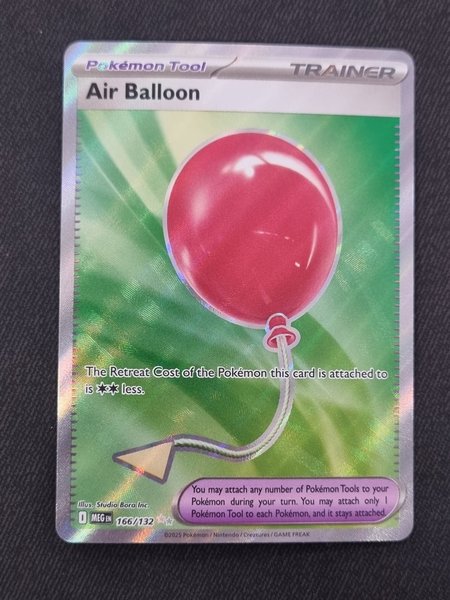 Pokémon Tool TRAINER
Air Balloon
The Retreat Cost of the Pokémon this card is attached to
is ✱✱ less.
Illus. Studio Bora Inc.
You may attach any number of Pokémon Tools to your
Pokémon during your turn. You may attach only 1
Pokémon Tool to each Pokémon, and it stays attached.
I MEG EN 166/132 ★★
©2025 Pokémon / Nintendo / Creatures / GAME FREAK